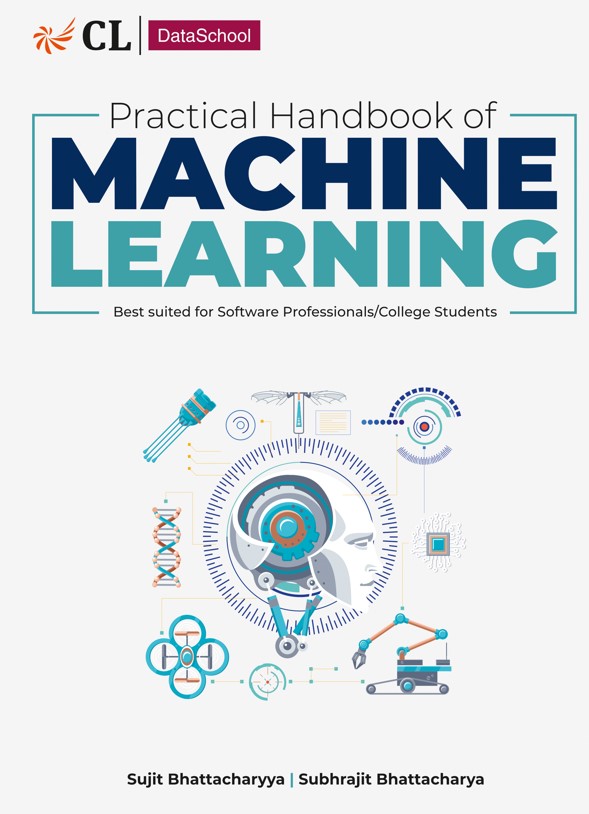 CL DataSchool
Practical Handbook of
MACHINE
LEARNING
Best suited for Software Professionals/College Students
Sujit Bhattacharyya | Subhrajit Bhattacharya